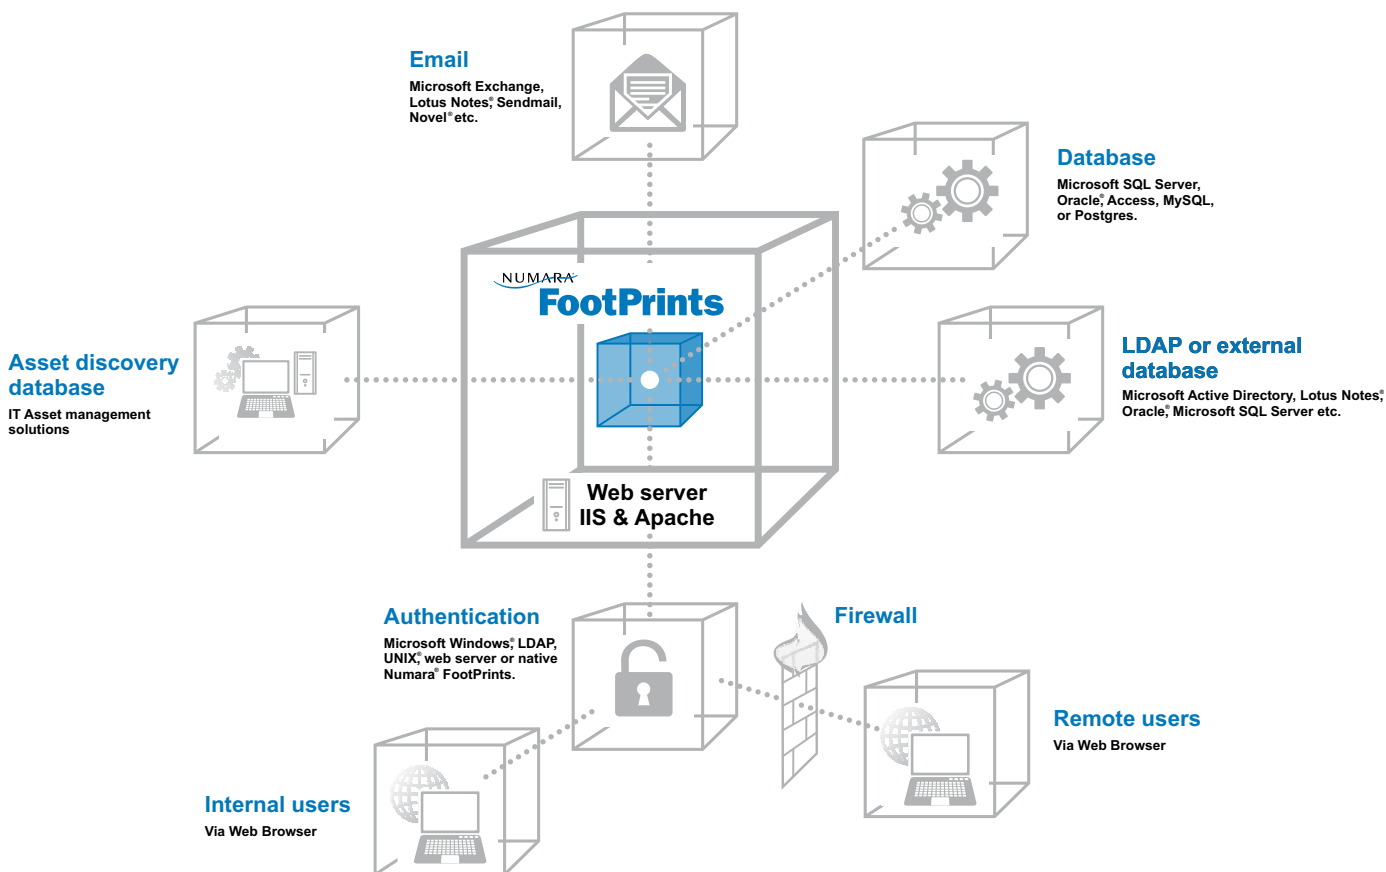 Email
Microsoft Exchange,
Lotus Notes,® Sendmail,
Novel® etc.
Database
Microsoft SQL Server,
Oracle,® Access, MySQL,
or Postgres.
NUMARA
FootPrints
Asset discovery
database
IT Asset management
solutions
LDAP or external
database
Microsoft Active Directory, Lotus Notes,®
Oracle,® Microsoft SQL Server etc.
Web server
IIS & Apache
Authentication
Microsoft Windows,® LDAP,
UNIX,® web server or native
Numara® FootPrints.
Firewall
Remote users
Via Web Browser
Internal users
Via Web Browser